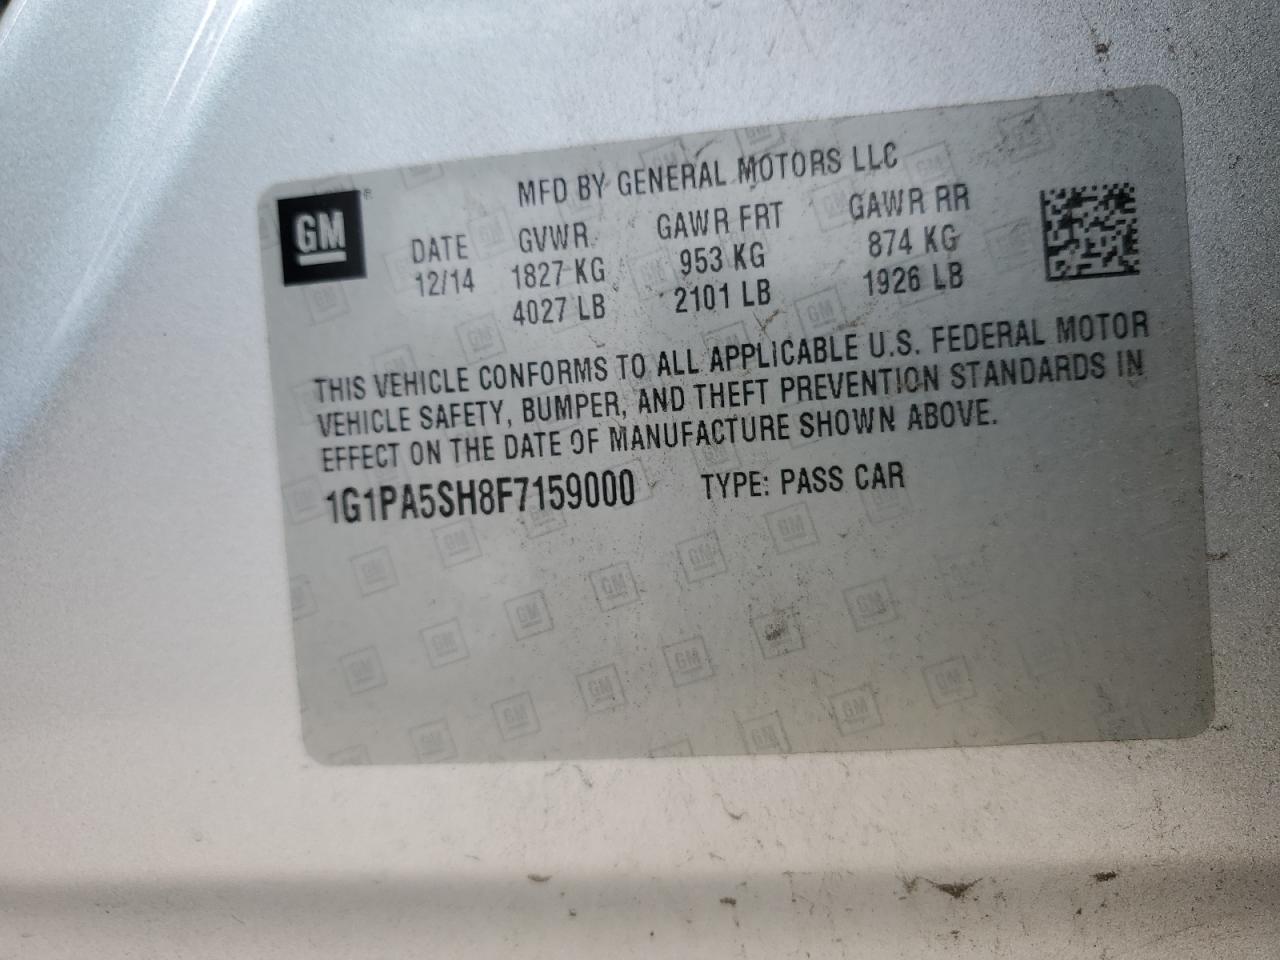 GM
MFD BY GENERAL MOTORS LLC
DATE GVWR GAWR FRT GAWR RR
12/14 1827 KG 953 KG 874 KG
4027 LB 2101 LB 1926 LB
THIS VEHICLE CONFORMS TO ALL APPLICABLE U.S. FEDERAL MOTOR
VEHICLE SAFETY, BUMPER, AND THEFT PREVENTION STANDARDS IN
EFFECT ON THE DATE OF MANUFACTURE SHOWN ABOVE.
1G1PA5SH8F7159000 TYPE: PASS CAR